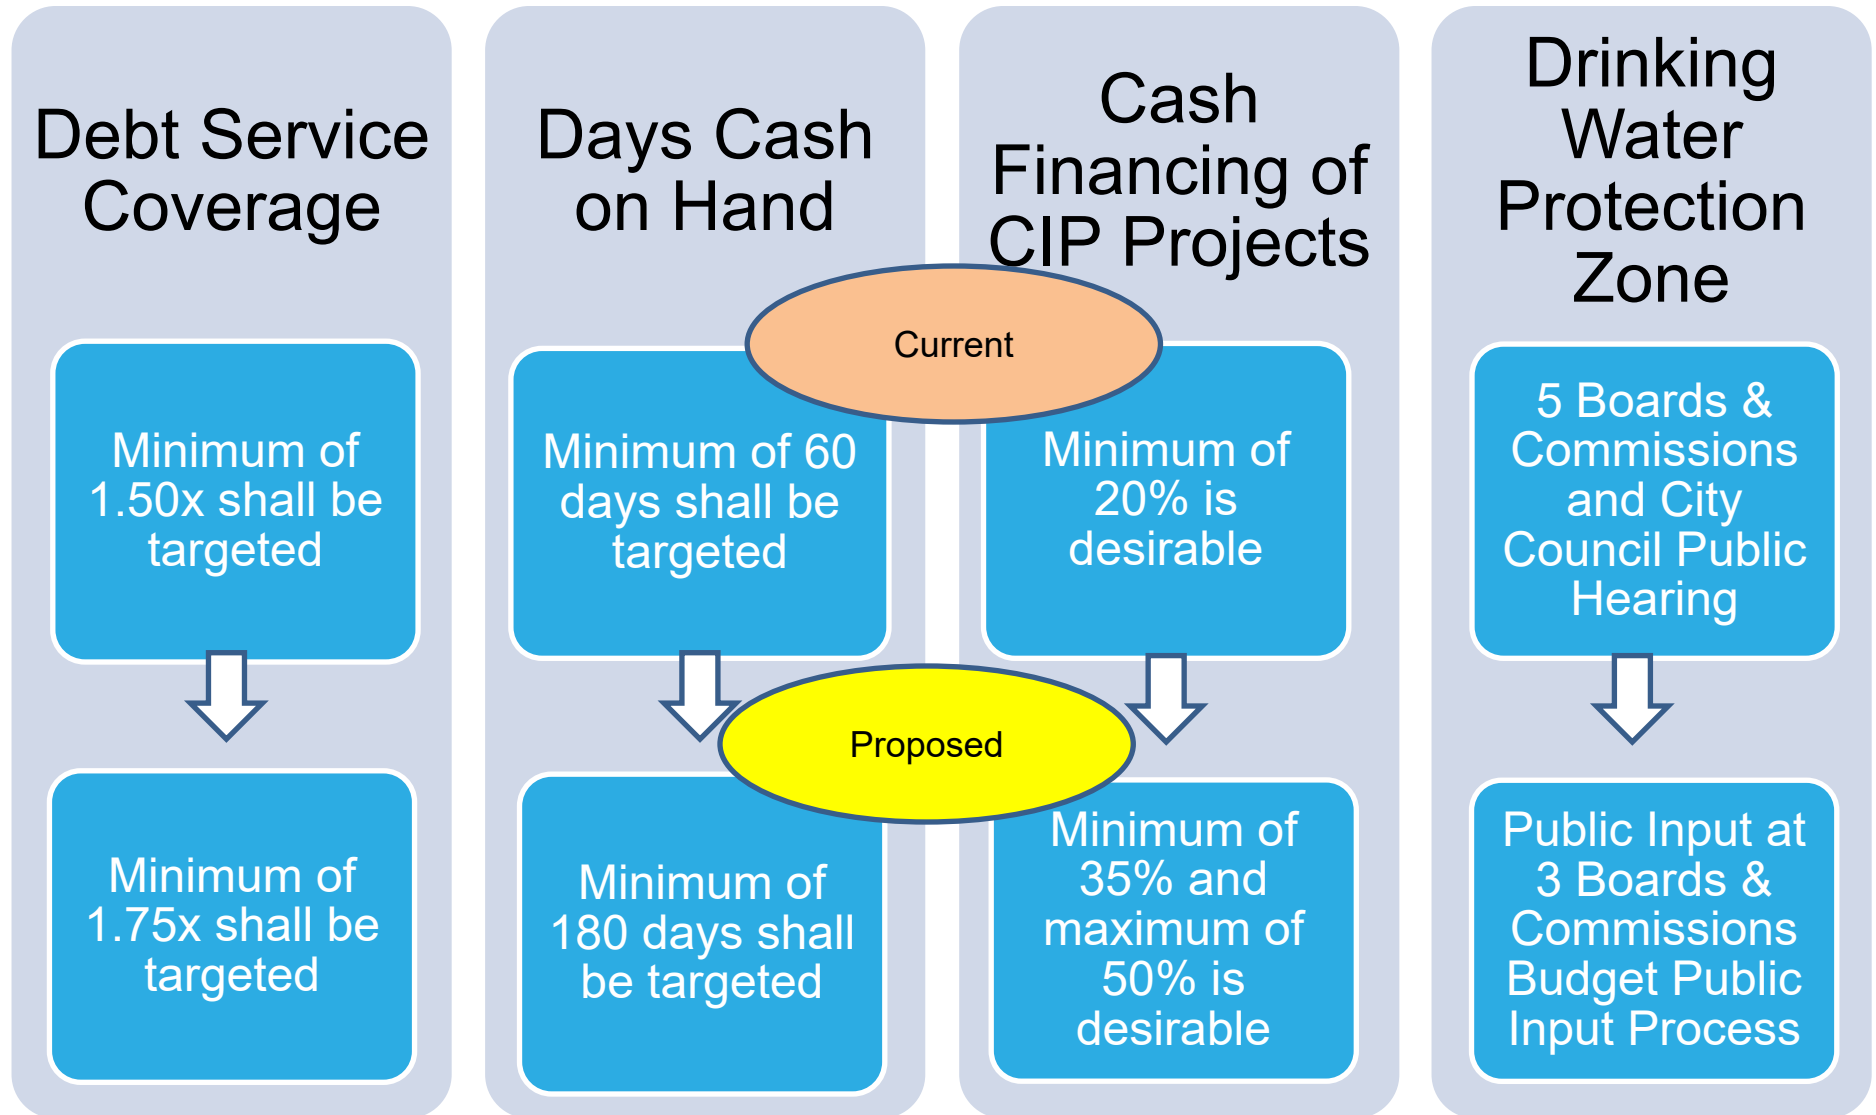 Debt Service
Coverage
Minimum of
1.50x shall be
targeted
Minimum of
1.75x shall be
targeted
Days Cash
on Hand
Minimum of 60
days shall be
targeted
Minimum of
180 days shall
be targeted
Cash
Financing of
CIP Projects
Current
Minimum of
20% is
desirable
Proposed
Minimum of
35% and
maximum of
50% is
desirable
Drinking
Water
Protection
Zone
5 Boards &
Commissions
and City
Council Public
Hearing
Public Input at
3 Boards &
Commissions
Budget Public
Input Process